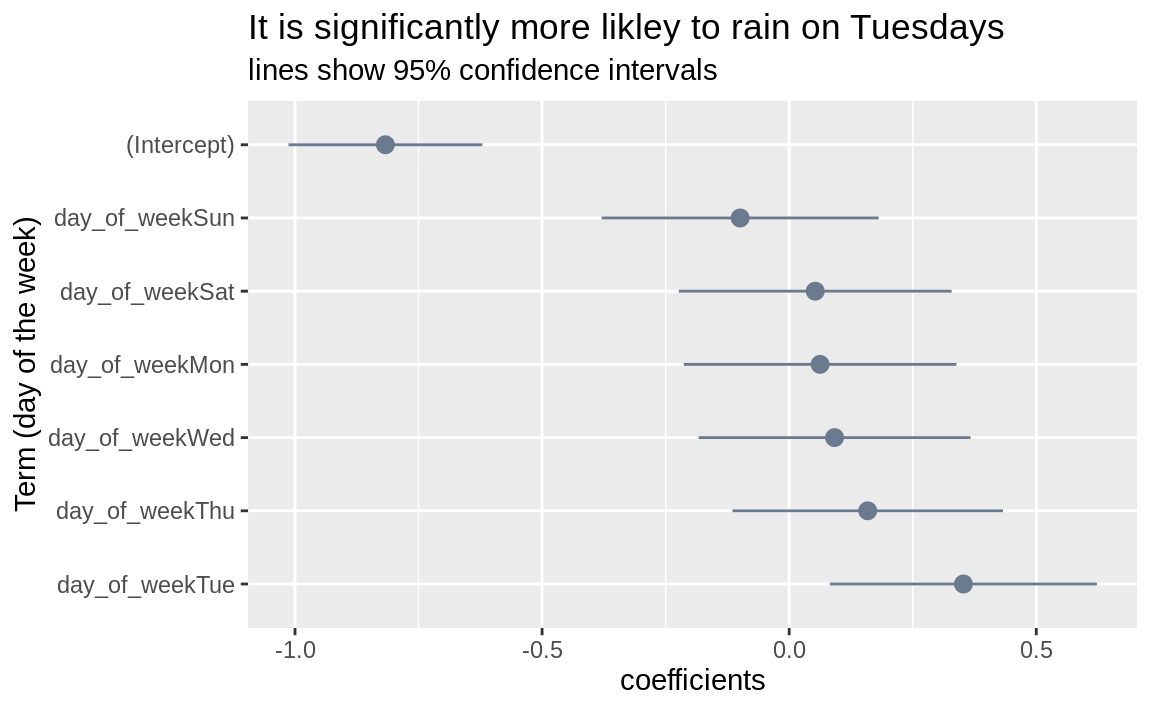 It is significantly more likley to rain on Tuesdays
lines show 95% confidence intervals
Term (day of the week)
(Intercept)
day_of_weekSun
day_of_weekSat
day_of_weekMon
day_of_weekWed
day_of_weekThu
day_of_weekTue
-1.0 -0.5 0.0 0.5
coefficients